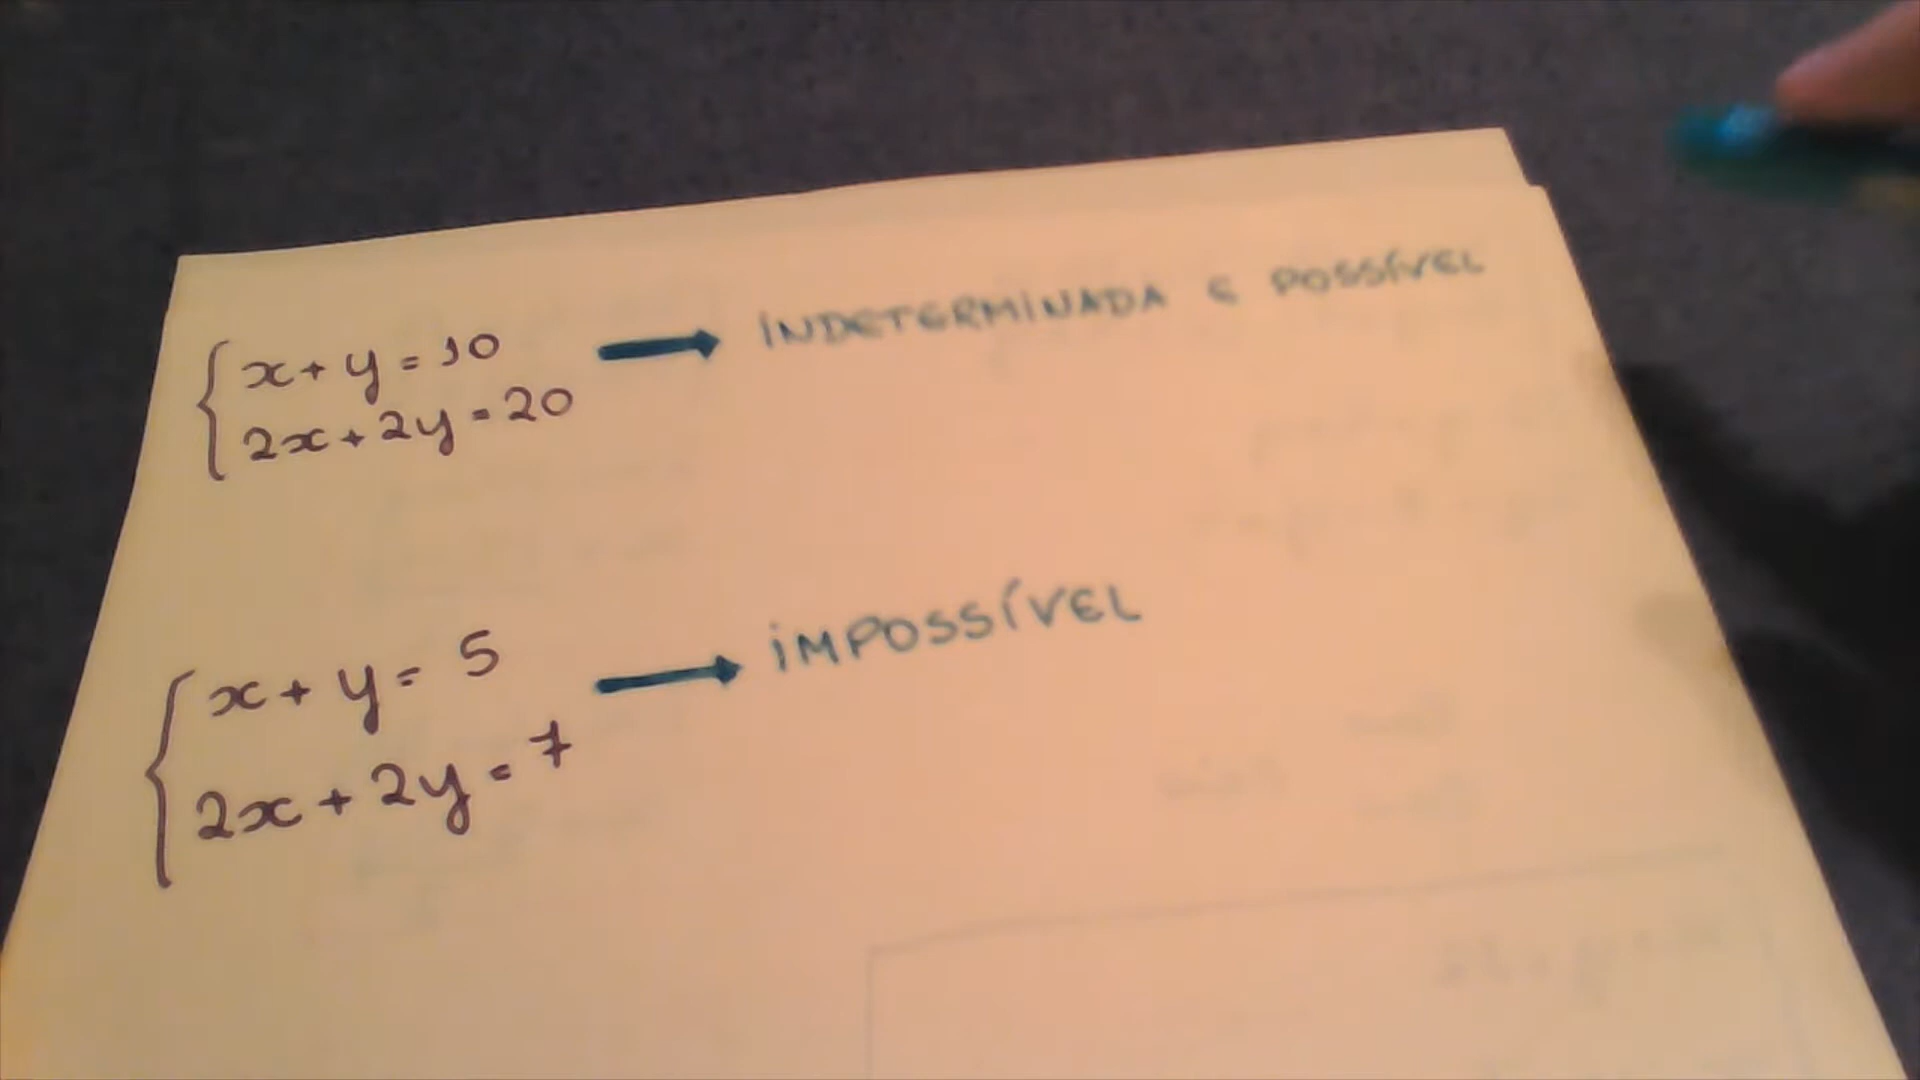 x + y = 10 → INDETERMINADA E POSSÍVEL
2x + 2y = 20
x + y = 5 → IMPOSSÍVEL
2x + 2y = 7